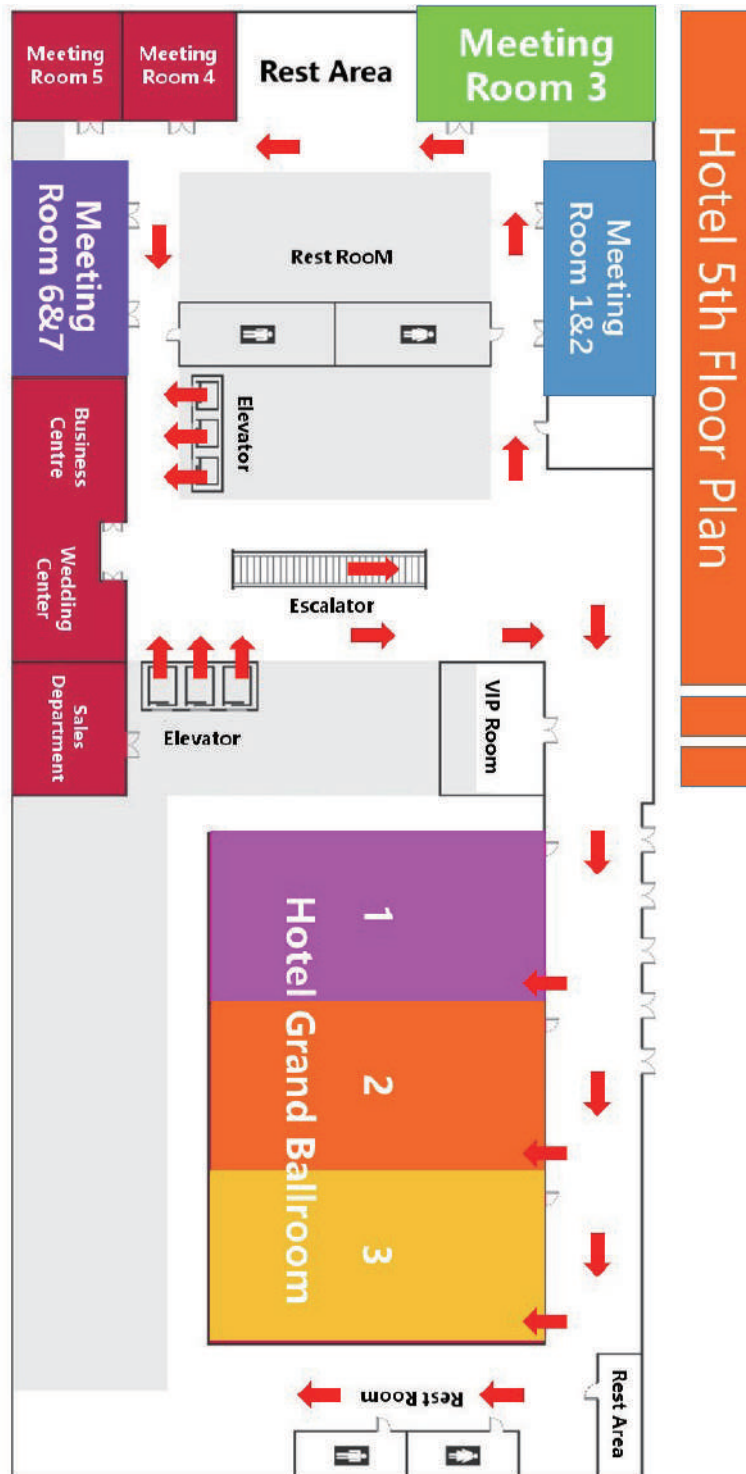 Meeting
Room 5
Meeting
Room 4
Rest Area
Meeting
Room 3
Hotel 5th Floor Plan
Meeting
Room 6&7
Rest RooM
Meeting
Room 1&2
Business
Centre
Elevator
Wedding
Center
Escalator
Sales
Department
Elevator
VIP Room
1
2
3
Hotel Grand Ballroom
Rest Room
Rest Area